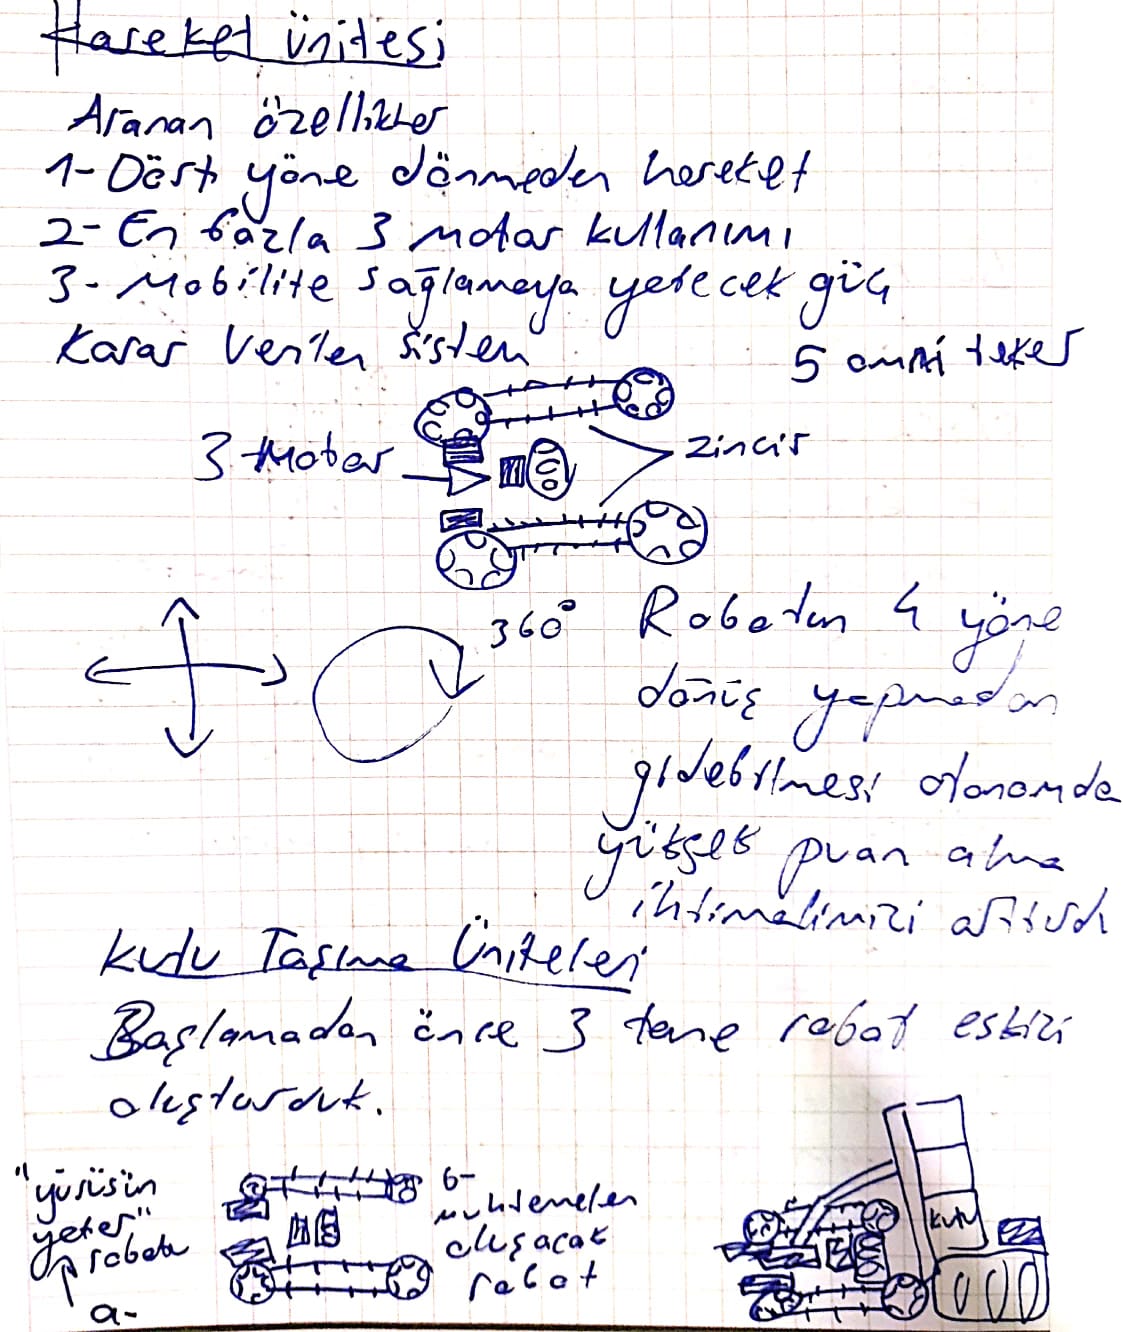 Hareket ünitesi
Aranan özellikler
1- Dört yöne dönmeden hareket
2- En fazla 3 motor kullanımı
3- Mobilite sağlamaya yetecek güç
Karar Verilen sistem
5 omni teker
3 Motor
zincir
360°
Robotun 4 yöne
dönüş yapmadan
gidebilmesi otonomda
yüksek puan alma
ihtimalimizi arttırdı
Kutu Taşıma Üniteleri
Başlamadan önce 3 tane robot eskizi
oluşturduk.
"yürüsün
yeter"
robotu
a-
b-
muhtemelen
oluşacak
robot
kutu